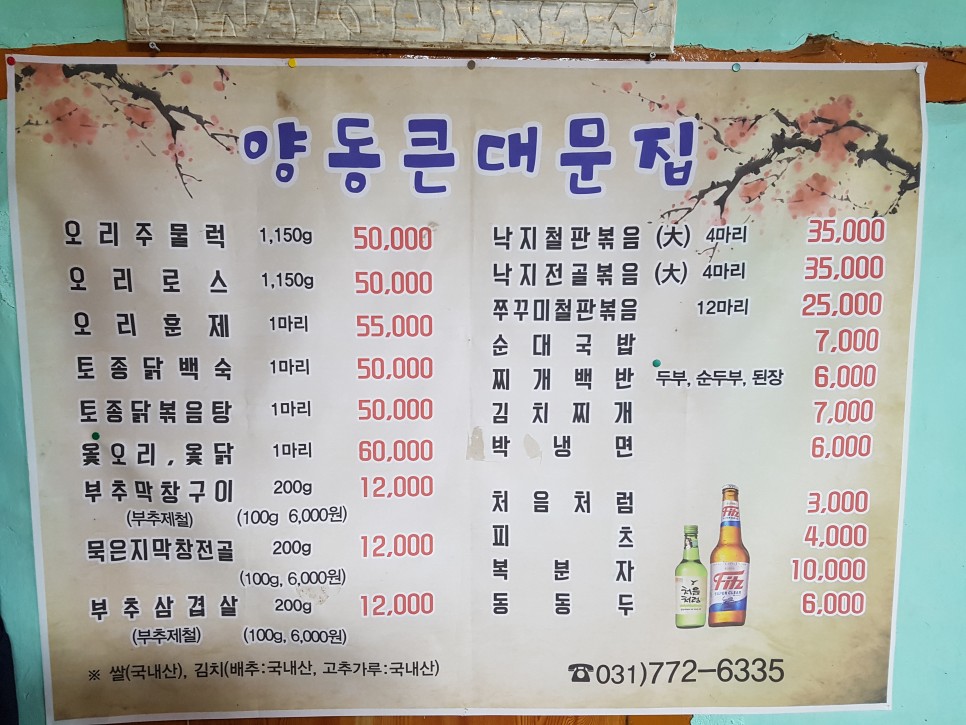 양동큰대문집
오리주물럭 1,150g 50,000
오리로스 1,150g 50,000
오리훈제 1마리 55,000
토종닭백숙 1마리 50,000
토종닭볶음탕 1마리 50,000
옻오리,옻닭 1마리 60,000
부추막창구이 200g 12,000
(부추제철) (100g 6,000원)
묵은지막창전골 200g 12,000
(100g, 6,000원)
부추삼겹살 200g 12,000
(부추제철) (100g, 6,000원)
※ 쌀(국내산), 김치(배추:국내산, 고추가루:국내산)
낙지철판볶음 (大) 4마리 35,000
낙지전골볶음 (大) 4마리 35,000
쭈꾸미철판볶음 12마리 25,000
순대국밥 7,000
찌개백반 두부, 순두부, 된장 6,000
김치찌개 7,000
박냉면 6,000
처음처럼 3,000
피츠 4,000
복분자 10,000
동동두 6,000
처음
처럼
Fitz
Fitz
☎031)772-6335